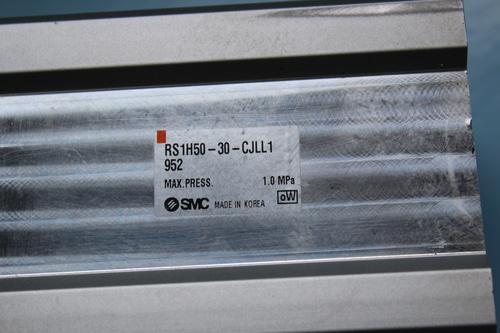 RS1H50-30-CJLL1
952
MAX.PRESS. 1.0 MPa
SMC MADE IN KOREA oW